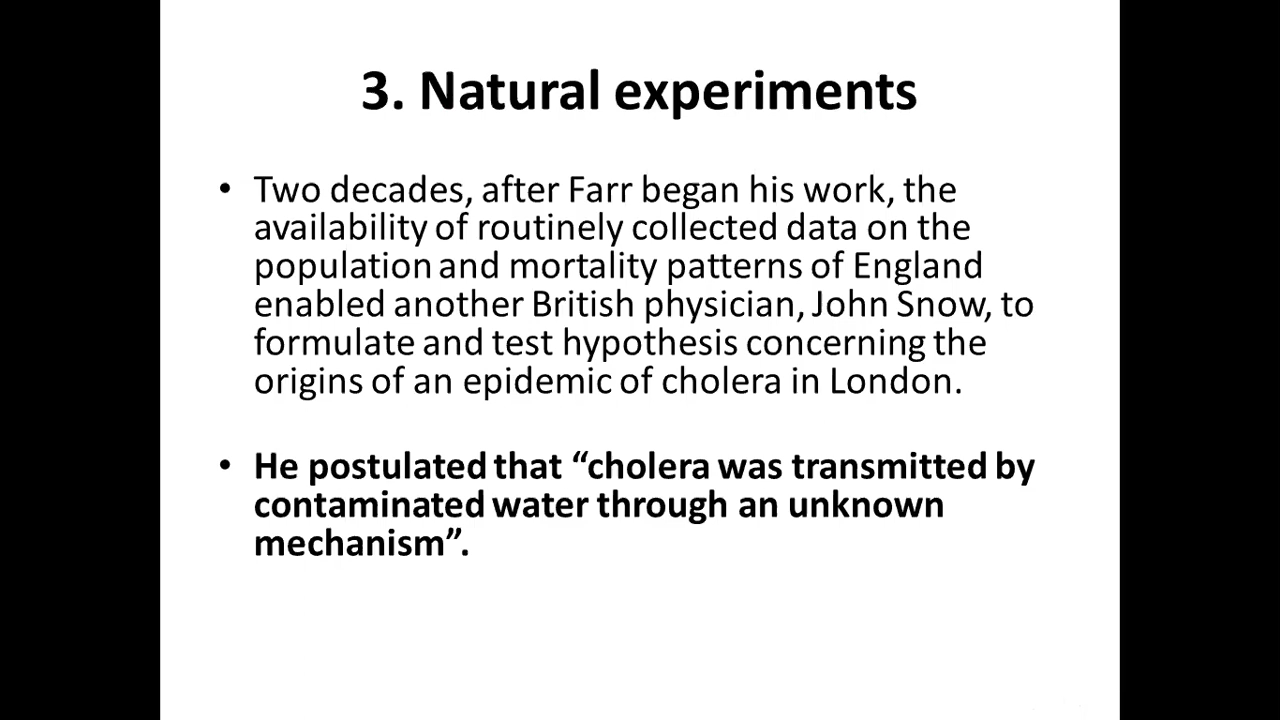 3. Natural experiments
• Two decades, after Farr began his work, the
availability of routinely collected data on the
population and mortality patterns of England
enabled another British physician, John Snow, to
formulate and test hypothesis concerning the
origins of an epidemic of cholera in London.
• He postulated that “cholera was transmitted by
contaminated water through an unknown
mechanism”.